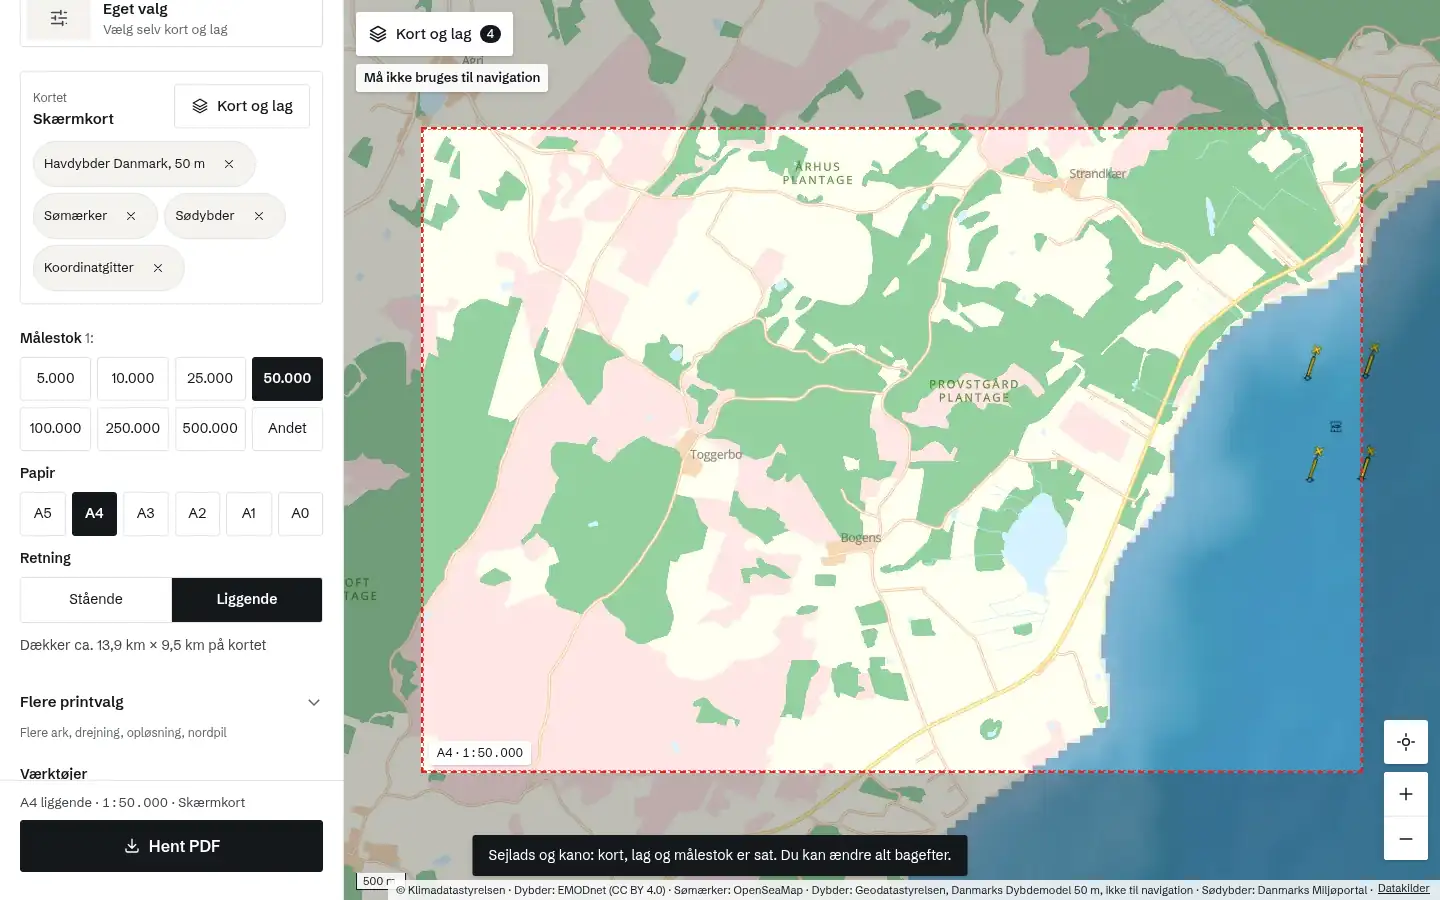 Eget valg
Vælg selv kort og lag
Kortet
Skærmkort
Kort og lag
Havdybder Danmark, 50 m
Sømærker
Sødybder
Koordinatgitter
Målestok 1:
5.000
10.000
25.000
50.000
100.000
250.000
500.000
Andet
Papir
A5
A4
A3
A2
A1
A0
Retning
Stående
Liggende
Dækker ca. 13,9 km × 9,5 km på kortet
Flere printvalg
Flere ark, drejning, opløsning, nordpil
Værktøjer
A4 liggende · 1:50.000 · Skærmkort
Hent PDF
Kort og lag 4
Agri
Må ikke bruges til navigation
ÅRHUS
PLANTAGE
Strandkær
PROVSTGÅRD
PLANTAGE
Toggerbo
Bogens
OFT
TAGE
A4 · 1:50.000
Sejlads og kano: kort, lag og målestok er sat. Du kan ændre alt bagefter.
500 m
© Klimadatastyrelsen · Dybder: EMODnet (CC BY 4.0) · Sømærker: OpenSeaMap · Dybder: Geodatastyrelsen, Danmarks Dybdemodel 50 m, ikke til navigation · Sødybder: Danmarks Miljøportal · Datakilder